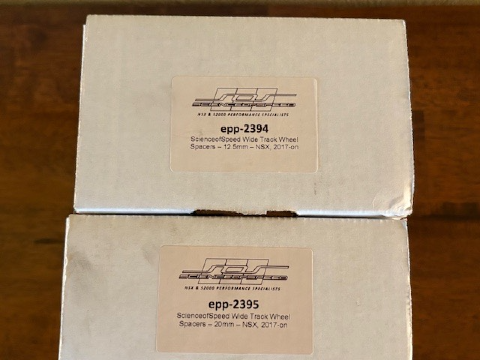 SOS
SCIENCEOFSPEED
NSX & S2000 PERFORMANCE SPECIALISTS
epp-2394
ScienceofSpeed Wide Track Wheel
Spacers – 12.5mm – NSX, 2017-on
SOS
SCIENCEOFSPEED
NSX & S2000 PERFORMANCE SPECIALISTS
epp-2395
ScienceofSpeed Wide Track Wheel
Spacers – 20mm – NSX, 2017-on